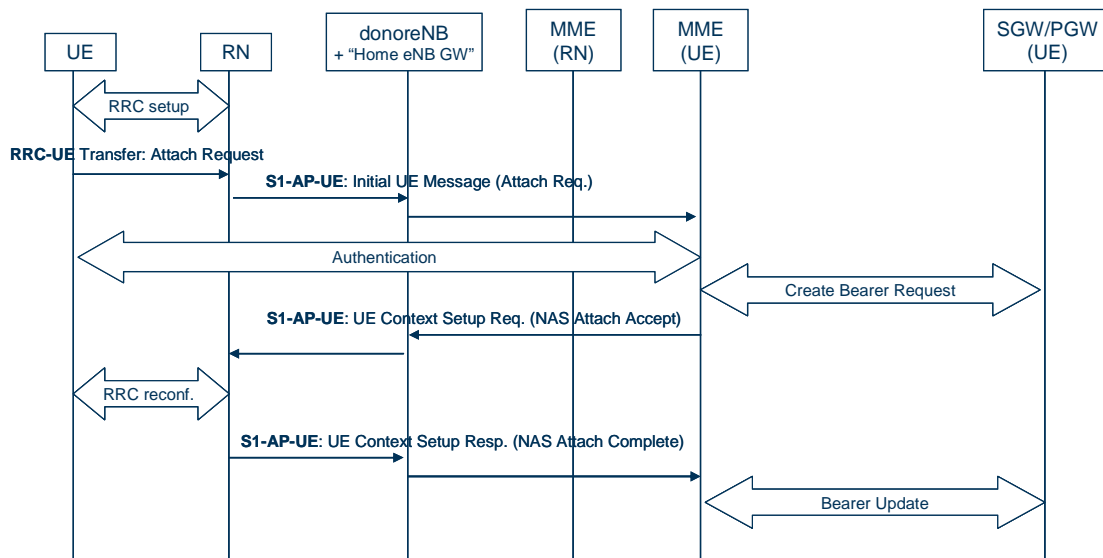 UE
RN
donoreNB
+ “Home eNB GW”
MME
(RN)
MME
(UE)
SGW/PGW
(UE)
RRC setup
RRC-UE Transfer: Attach Request
S1-AP-UE: Initial UE Message (Attach Req.)
Authentication
Create Bearer Request
S1-AP-UE: UE Context Setup Req. (NAS Attach Accept)
RRC reconf.
S1-AP-UE: UE Context Setup Resp. (NAS Attach Complete)
Bearer Update